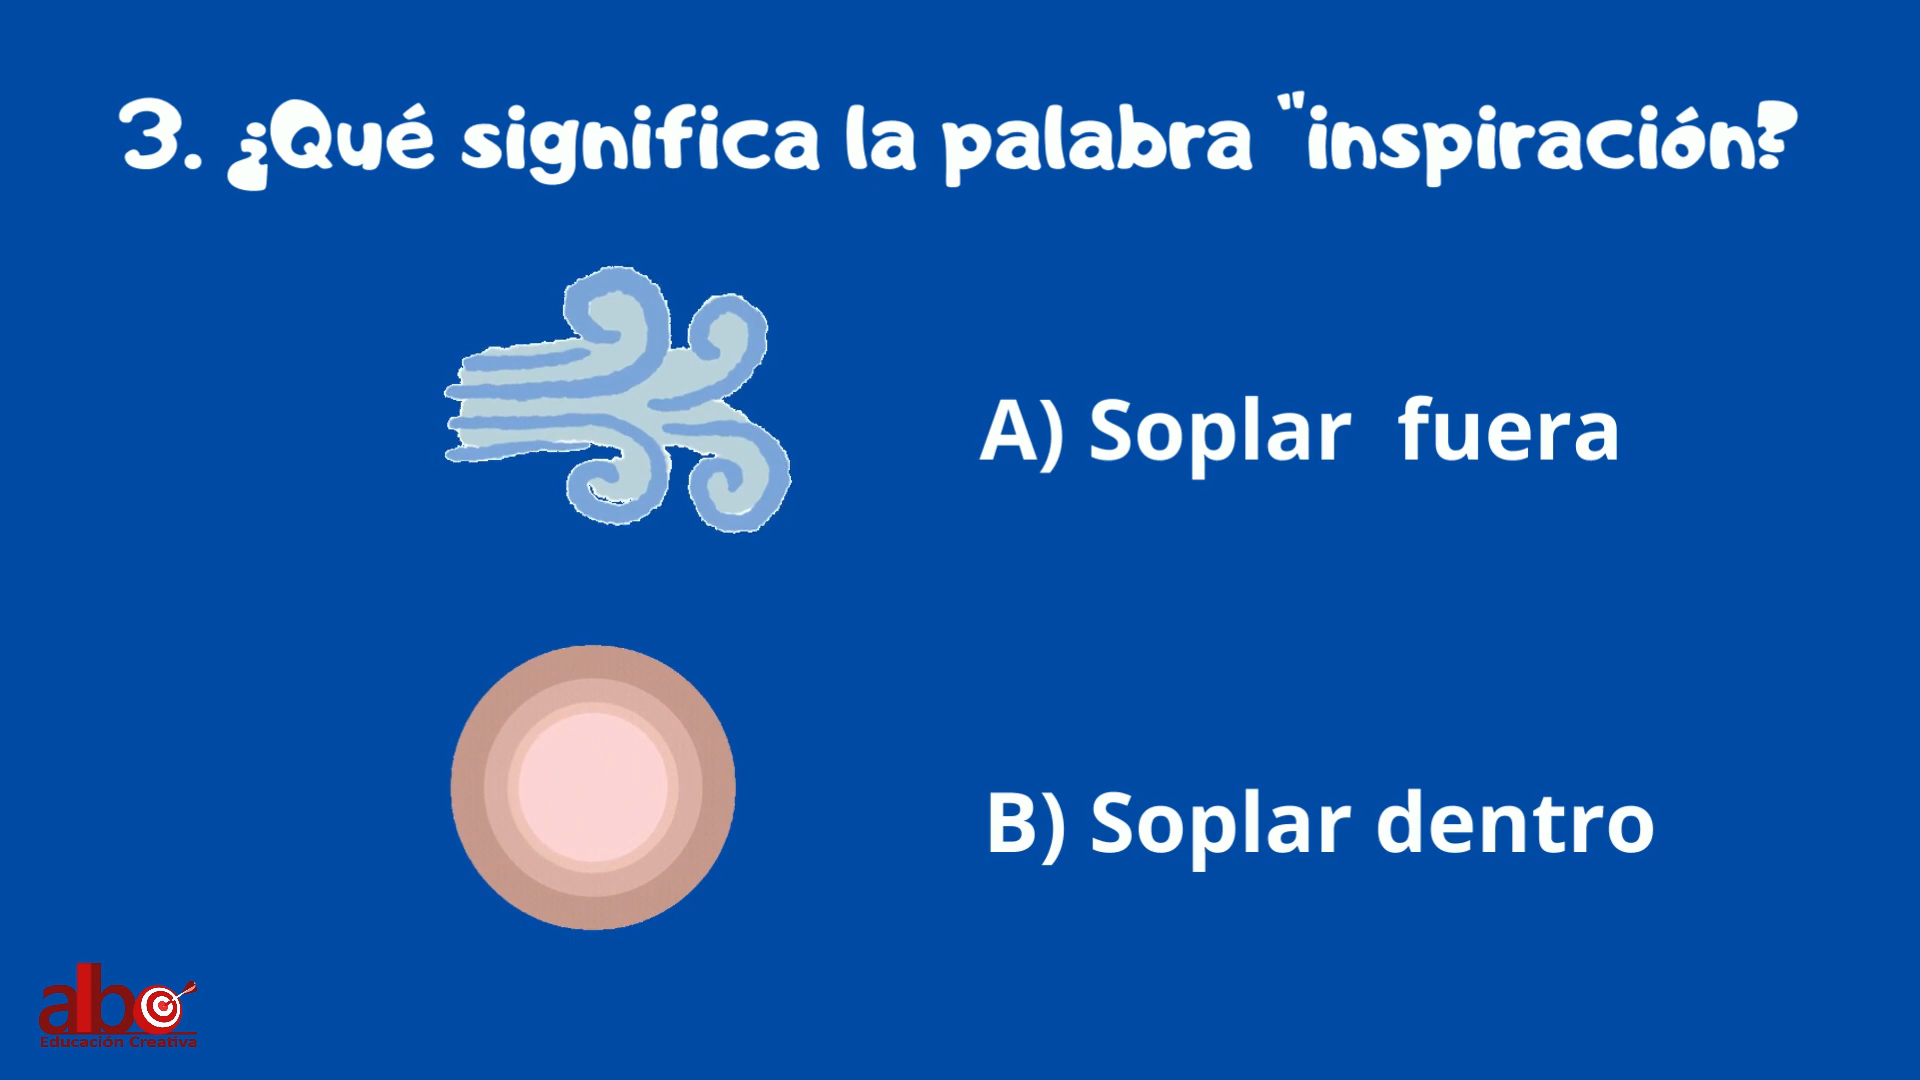 3. ¿Qué significa la palabra "inspiración?
A) Soplar fuera
B) Soplar dentro
abc
Educación Creativa